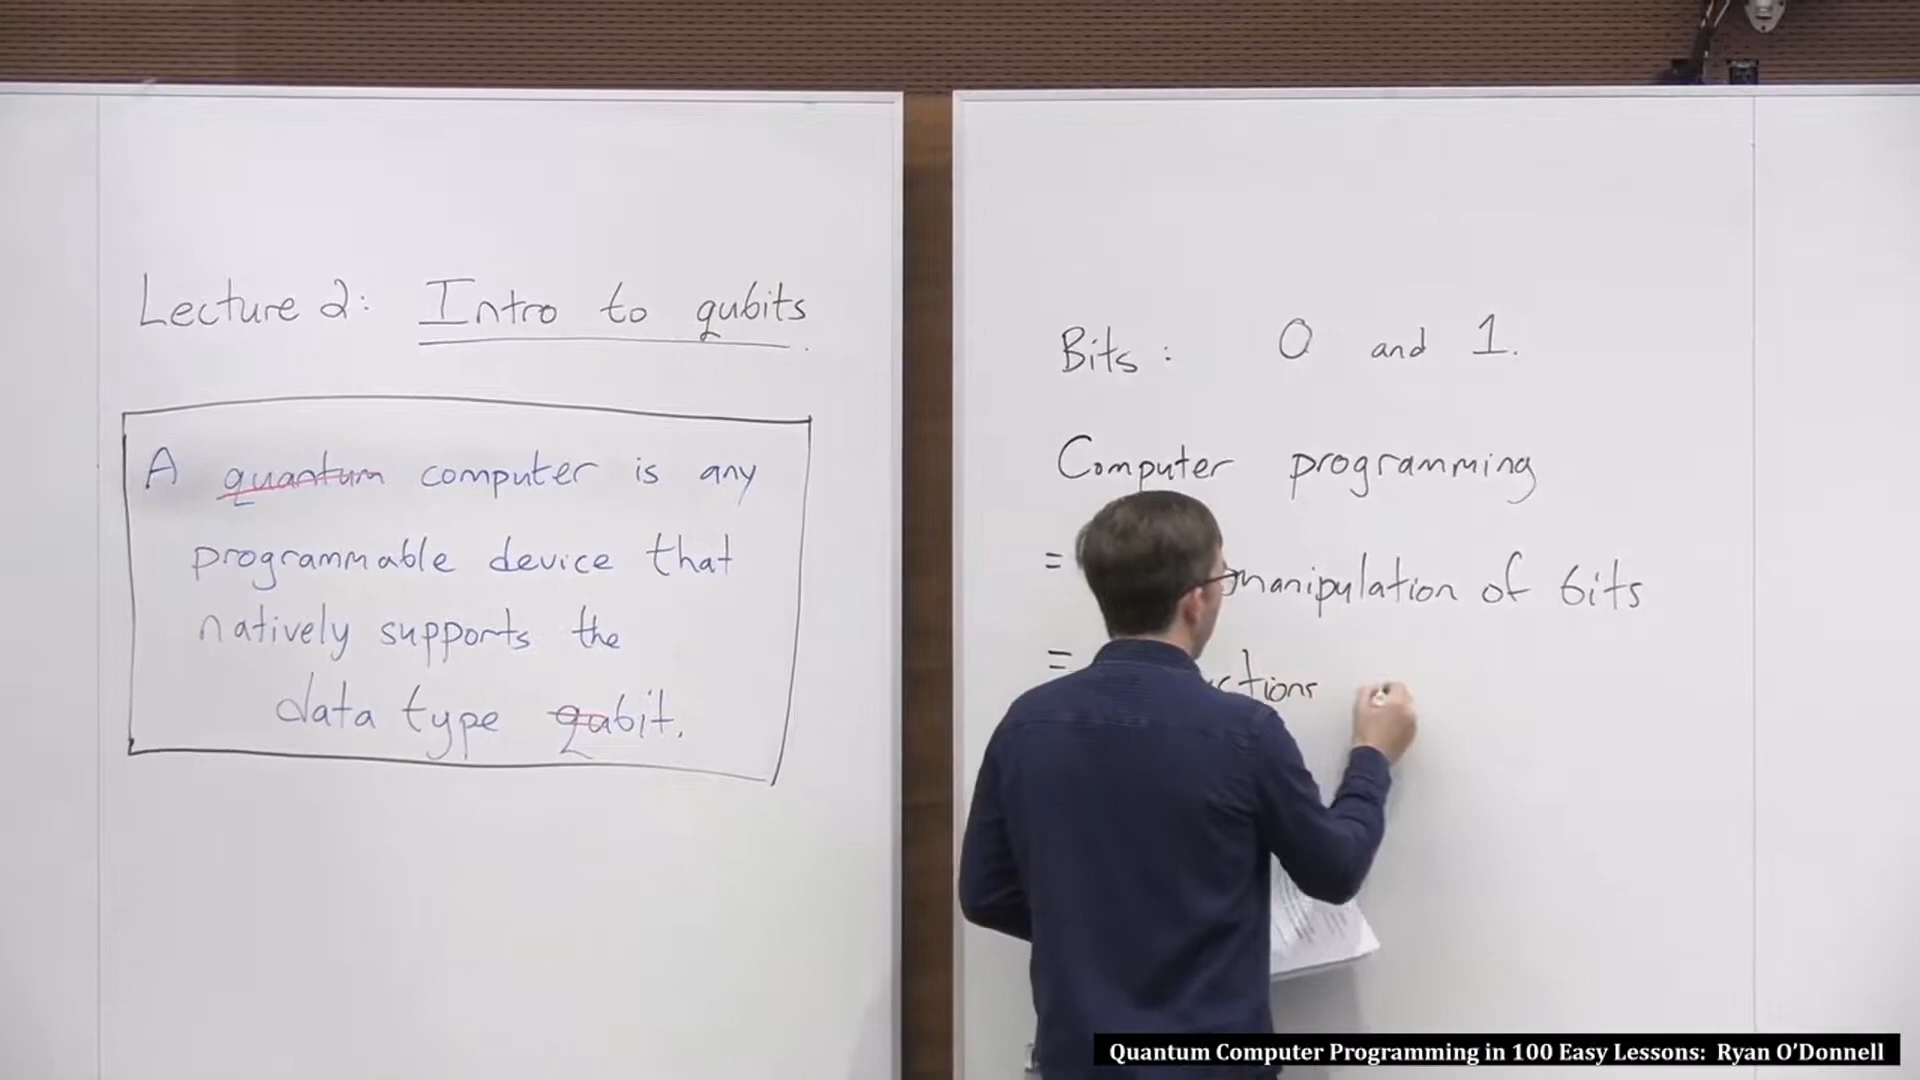 Lecture 2: Intro to qubits.
A quantum computer is any
programmable device that
natively supports the
data type qubit.
Bits: 0 and 1.
Computer programming
= manipulation of bits
=
Quantum Computer Programming in 100 Easy Lessons: Ryan O'Donnell